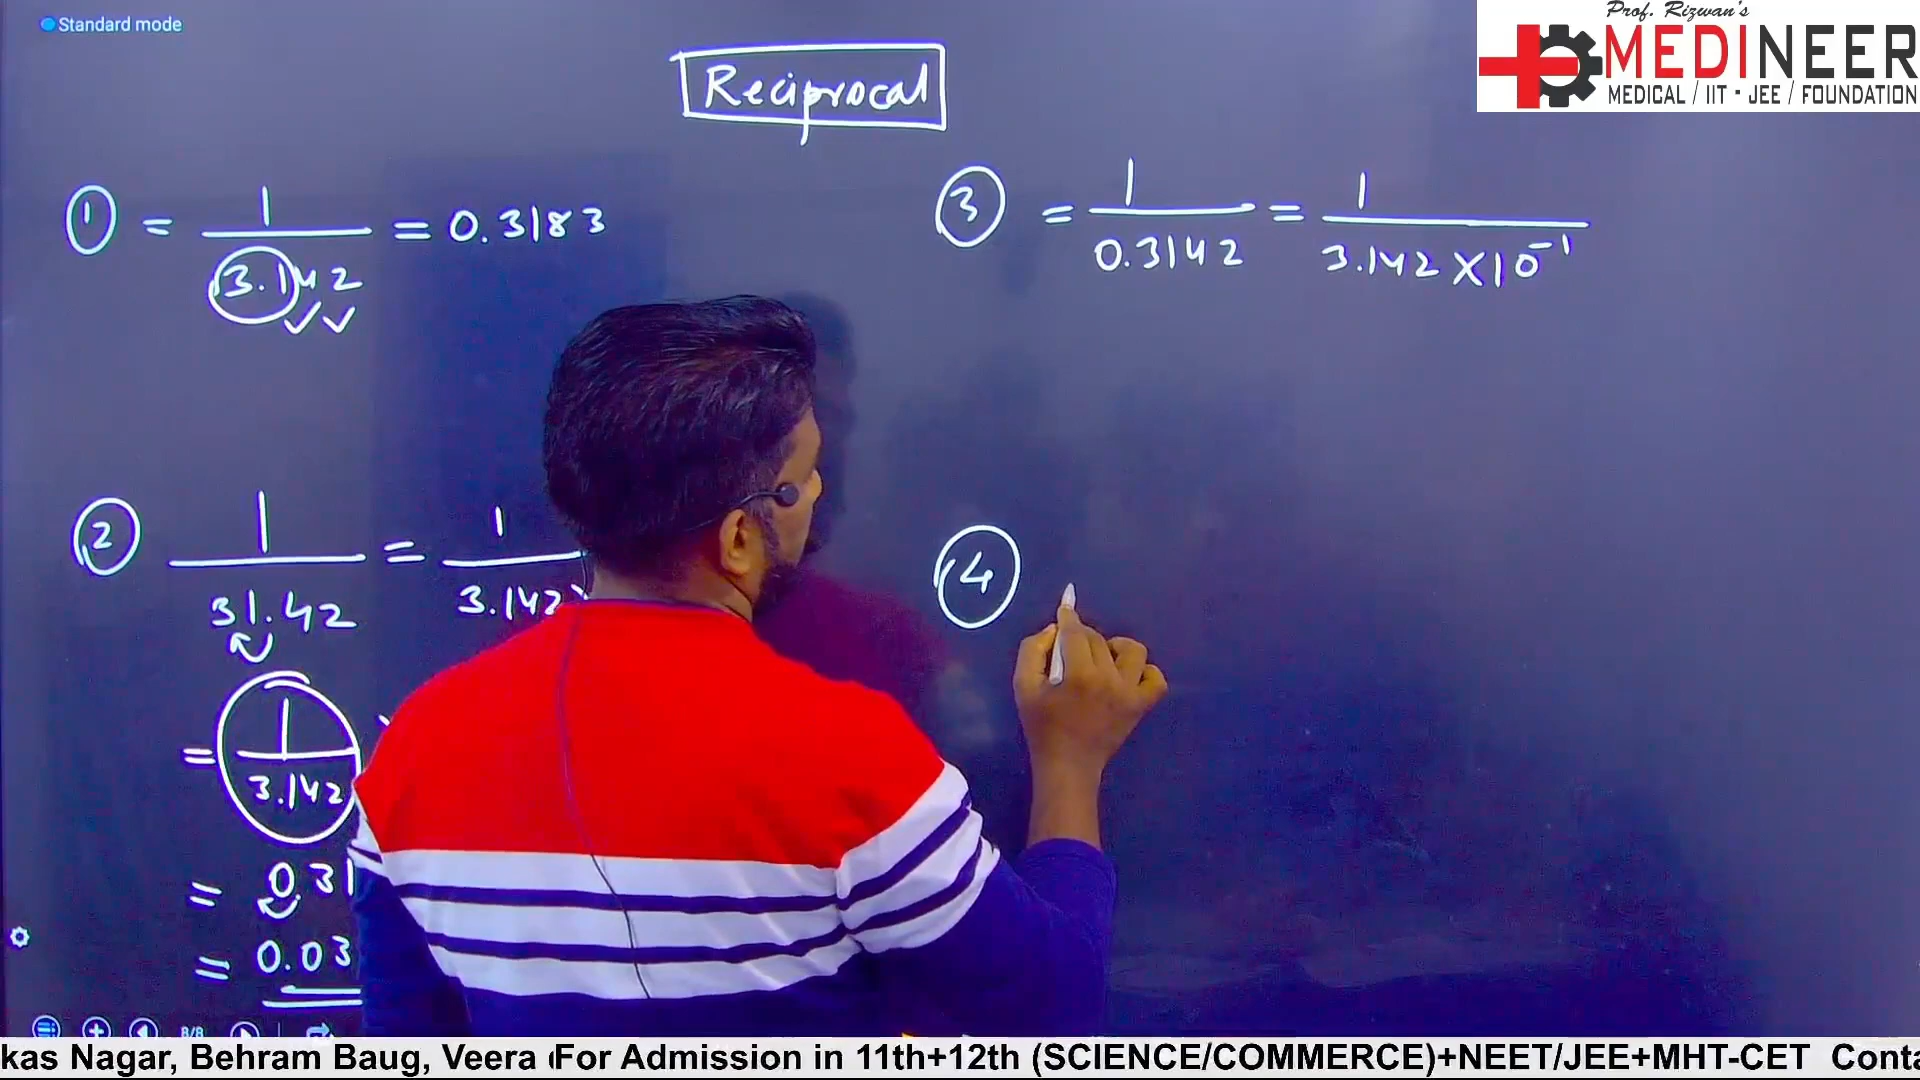 Standard mode
Prof. Rizwan's
MEDINEER
MEDICAL / IIT - JEE / FOUNDATION
Reciprocal
① = 1 / 3.142 = 0.3183
② 1 / 31.42 = 1 / 3.142
= 1 / 3.142
= 0.31
= 0.03
③ = 1 / 0.3142 = 1 / 3.142 × 10⁻¹
④
8/8
kas Nagar, Behram Baug, Veera For Admission in 11th+12th (SCIENCE/COMMERCE)+NEET/JEE+MHT-CET Conta